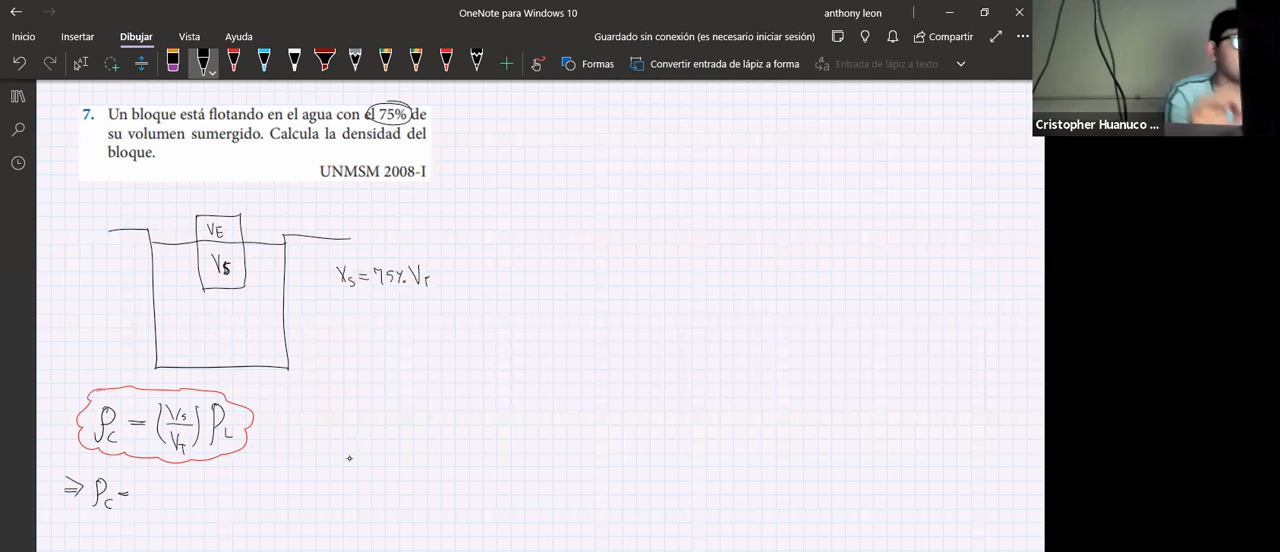 OneNote para Windows 10
anthony leon
Inicio Insertar Dibujar Vista Ayuda
Guardado sin conexión (es necesario iniciar sesión)
Compartir
Formas
Convertir entrada de lápiz a forma
Entrada de lápiz a texto
Cristopher Huanuco ...
7. Un bloque está flotando en el agua con el 75% de
su volumen sumergido. Calcula la densidad del
bloque.
UNMSM 2008-I
VE
VS
VS = 75% VT
ρC = (VS/VT) ρL
⇒ ρC =